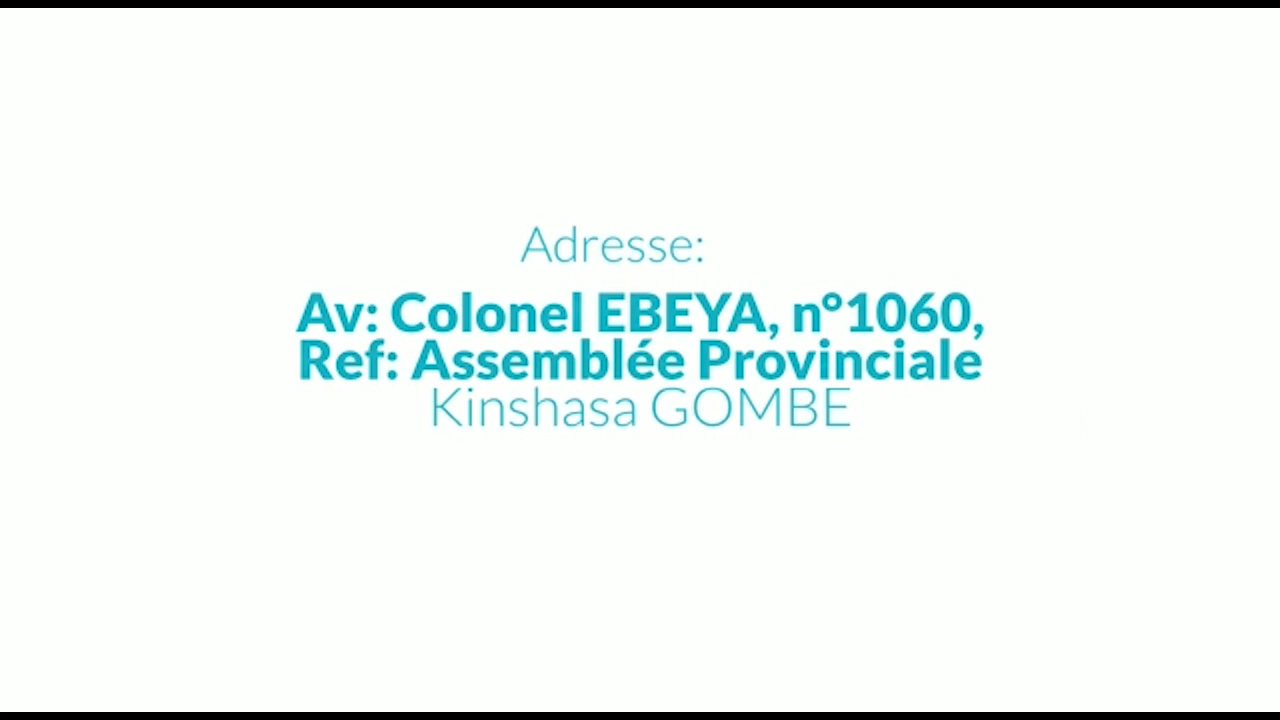 Adresse:
Av: Colonel EBEYA, n°1060,
Ref: Assemblée Provinciale
Kinshasa GOMBE